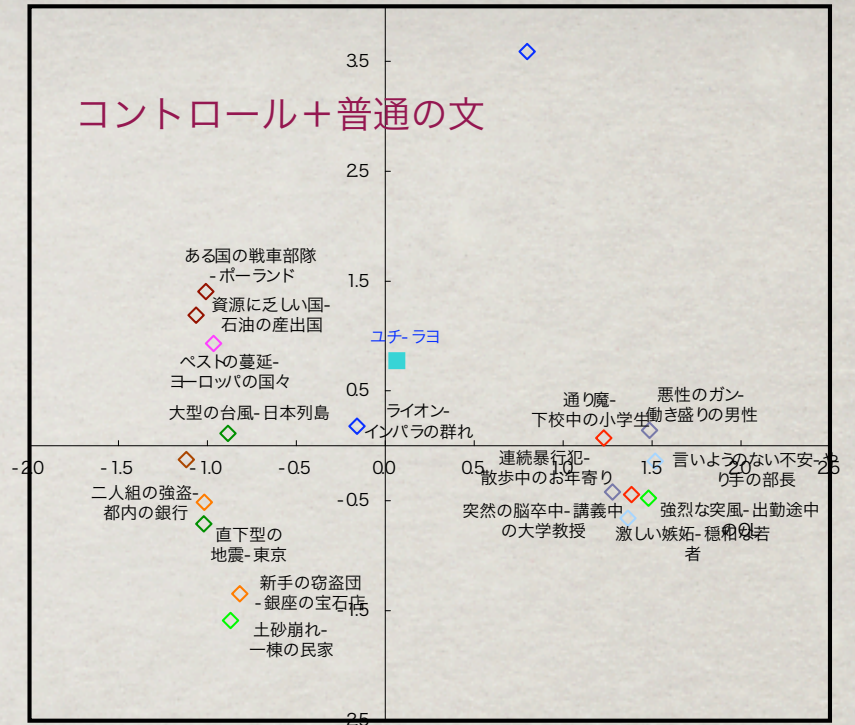 3.5
コントロール＋普通の文
2.5
ある国の戦車部隊
-ポーランド
1.5
資源に乏しい国-
石油の産出国
ユチ-ラヨ
ペストの蔓延-
ヨーロッパの国々
0.5
大型の台風-日本列島
ライオン-
インパラの群れ
通り魔-
下校中の小学生
悪性のガン-
働き盛りの男性
-2.0
-1.5
-1.0
-0.5
0.0
0.5
1.0
1.5
2.0
2.5
連続暴行犯-
散歩中のお年寄り
言いようのない不安-や
り手の部長
二人組の強盗-
都内の銀行
-0.5
突然の脳卒中-講義中
の大学教授
強烈な突風-出勤途中
のOL
激しい嫉妬-穏和な若
者
直下型の
地震-東京
新手の窃盗団
-銀座の宝石店
-1.5
土砂崩れ-
一棟の民家
2.5